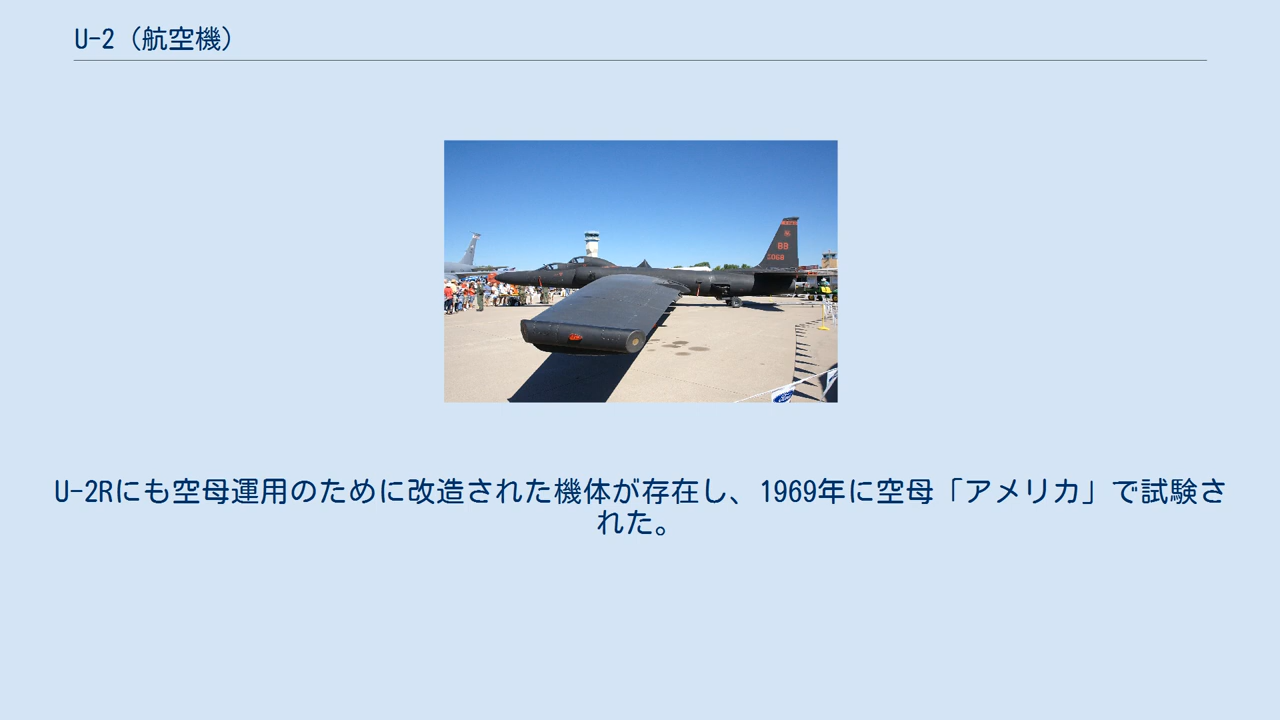 U-2（航空機）
BB
U-2Rにも空母運用のために改造された機体が存在し、1969年に空母「アメリカ」で試験さ
れた。